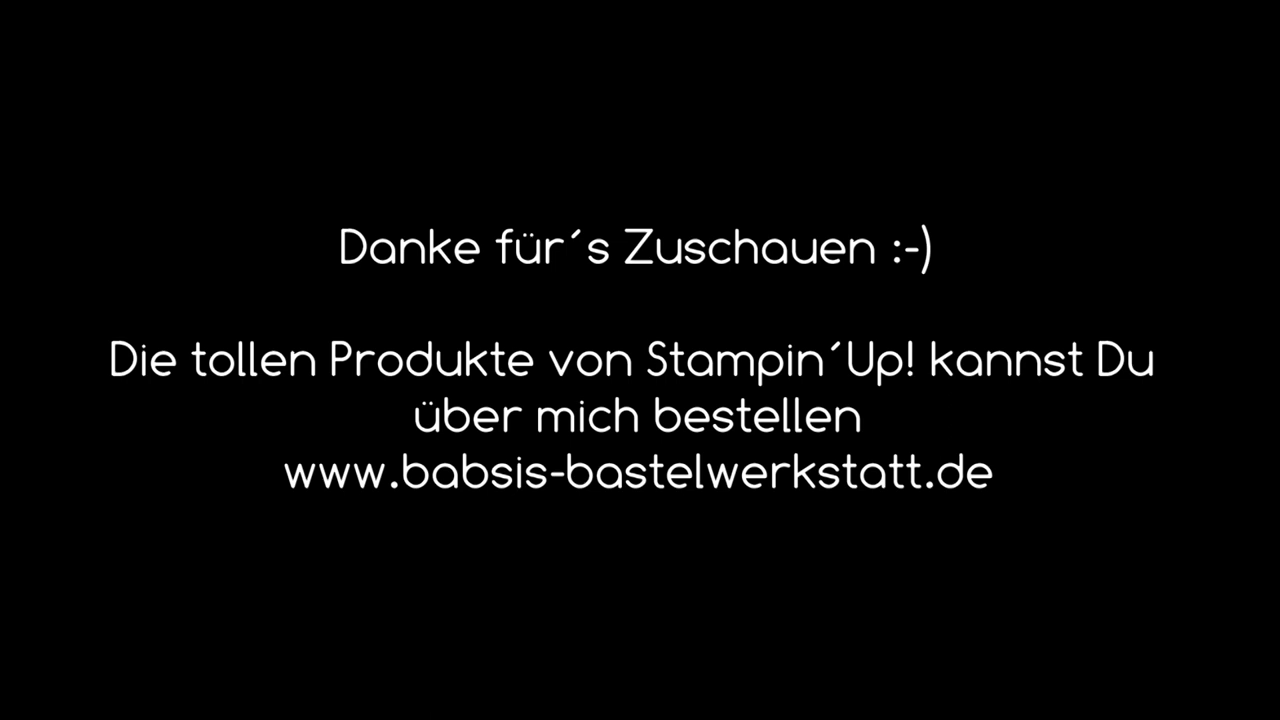 Danke für´s Zuschauen :-)
Die tollen Produkte von Stampin´Up! kannst Du
über mich bestellen
www.babsis-bastelwerkstatt.de